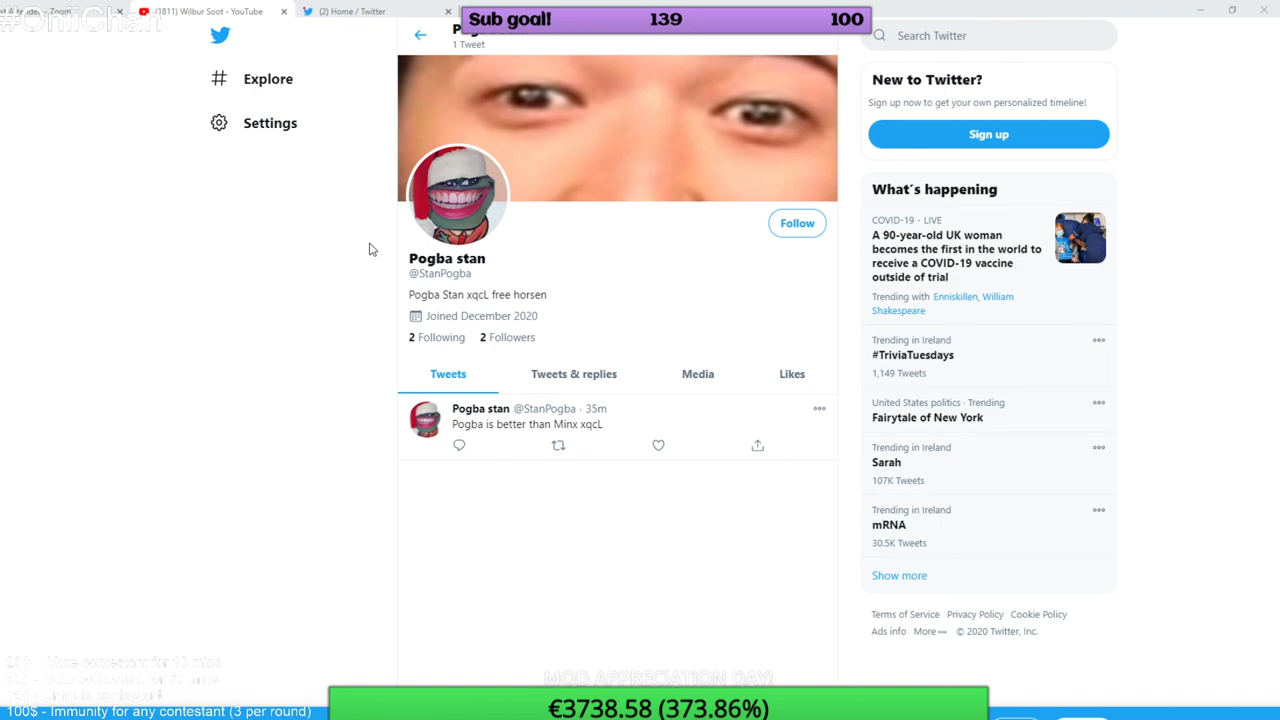 #OniiChan
Zoom
(1811) Wilbur Soot - YouTube
(2) Home / Twitter
Sub goal! 139 100
1 Tweet
Search Twitter
Explore
Settings
New to Twitter?
Sign up now to get your own personalized timeline!
Sign up
Follow
Pogba stan
@StanPogba
Pogba Stan xqcL free horsen
Joined December 2020
2 Following 2 Followers
Tweets Tweets & replies Media Likes
Pogba stan @StanPogba · 35m
Pogba is better than Minx xqcL
What's happening
COVID-19 · LIVE
A 90-year-old UK woman
becomes the first in the world to
receive a COVID-19 vaccine
outside of trial
Trending with Enniskillen, William
Shakespeare
Trending in Ireland
#TriviaTuesdays
1,149 Tweets
United States politics · Trending
Fairytale of New York
Trending in Ireland
Sarah
107K Tweets
Trending in Ireland
mRNA
30.5K Tweets
Show more
Terms of Service Privacy Policy Cookie Policy
Ads info More ··· © 2020 Twitter, Inc.
MOD APPRECIATION DAY!
€3738.58 (373.86%)
100$ - Immunity for any contestant (3 per round)